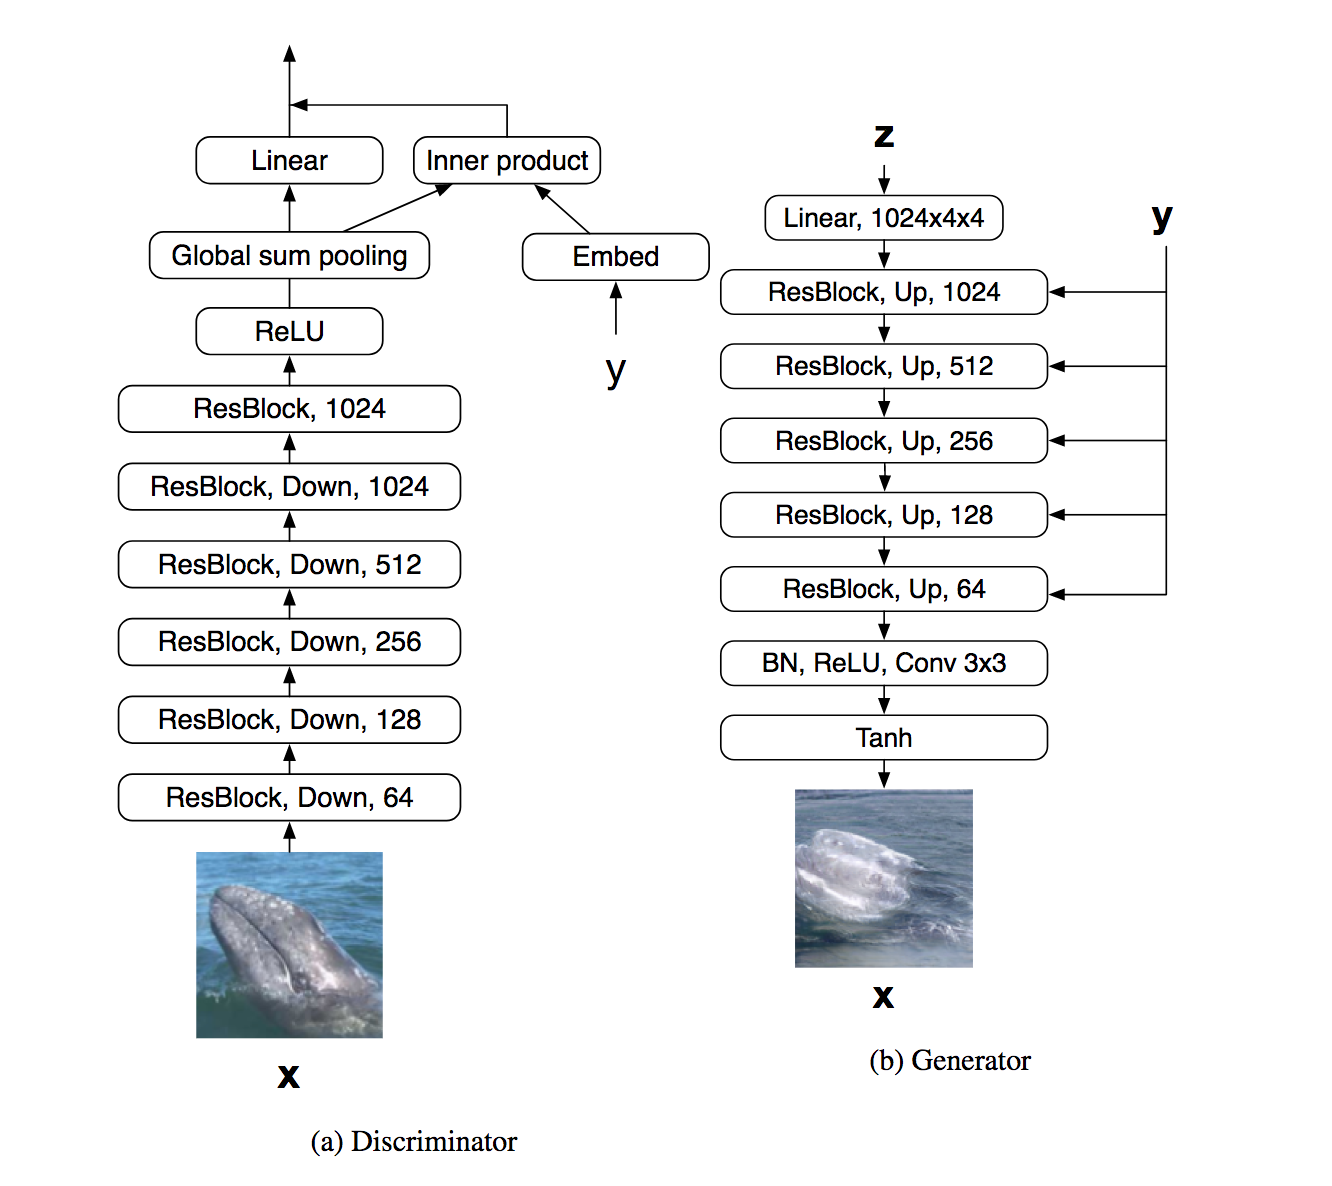 Linear
Inner product
Global sum pooling
Embed
ReLU
y
ResBlock, 1024
ResBlock, Down, 1024
ResBlock, Down, 512
ResBlock, Down, 256
ResBlock, Down, 128
ResBlock, Down, 64
x
(a) Discriminator
z
Linear, 1024x4x4
y
ResBlock, Up, 1024
ResBlock, Up, 512
ResBlock, Up, 256
ResBlock, Up, 128
ResBlock, Up, 64
BN, ReLU, Conv 3x3
Tanh
x
(b) Generator